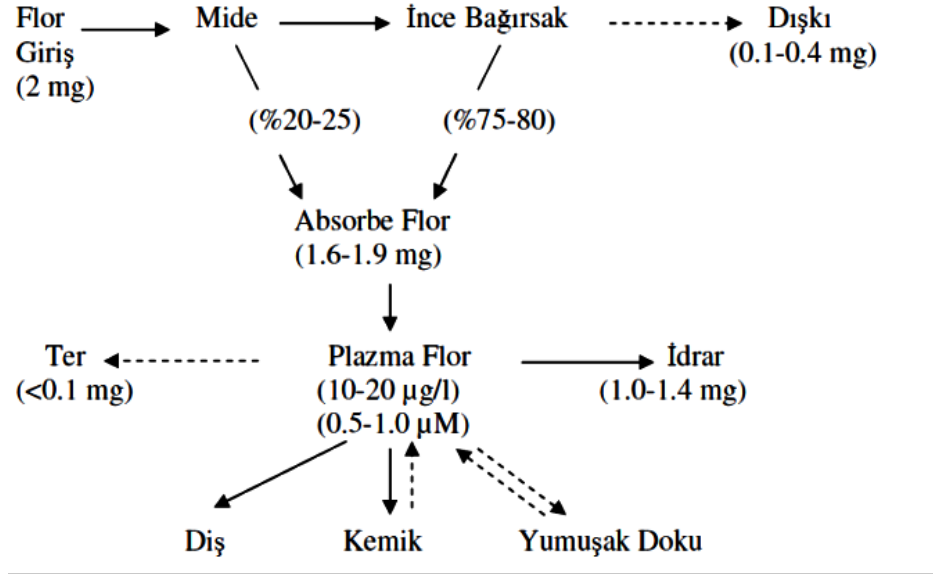 Flor
Giriş
(2 mg)
Mide
İnce Bağırsak
Dışkı
(0.1-0.4 mg)
(%20-25)
(%75-80)
Absorbe Flor
(1.6-1.9 mg)
Ter
(<0.1 mg)
Plazma Flor
(10-20 µg/l)
(0.5-1.0 µM)
İdrar
(1.0-1.4 mg)
Diş
Kemik
Yumuşak Doku